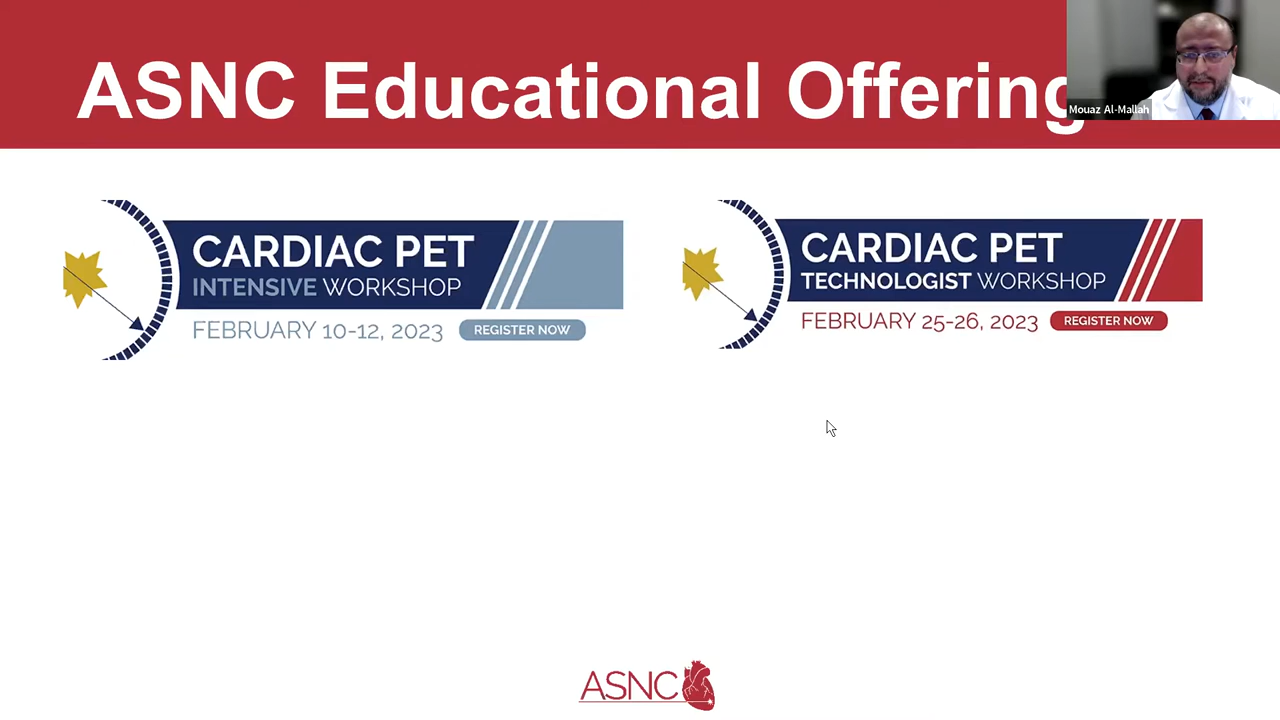 ASNC Educational Offering
Mouaz Al-Mallah
CARDIAC PET
INTENSIVE WORKSHOP
FEBRUARY 10-12, 2023 REGISTER NOW
CARDIAC PET
TECHNOLOGIST WORKSHOP
FEBRUARY 25-26, 2023 REGISTER NOW
ASNC